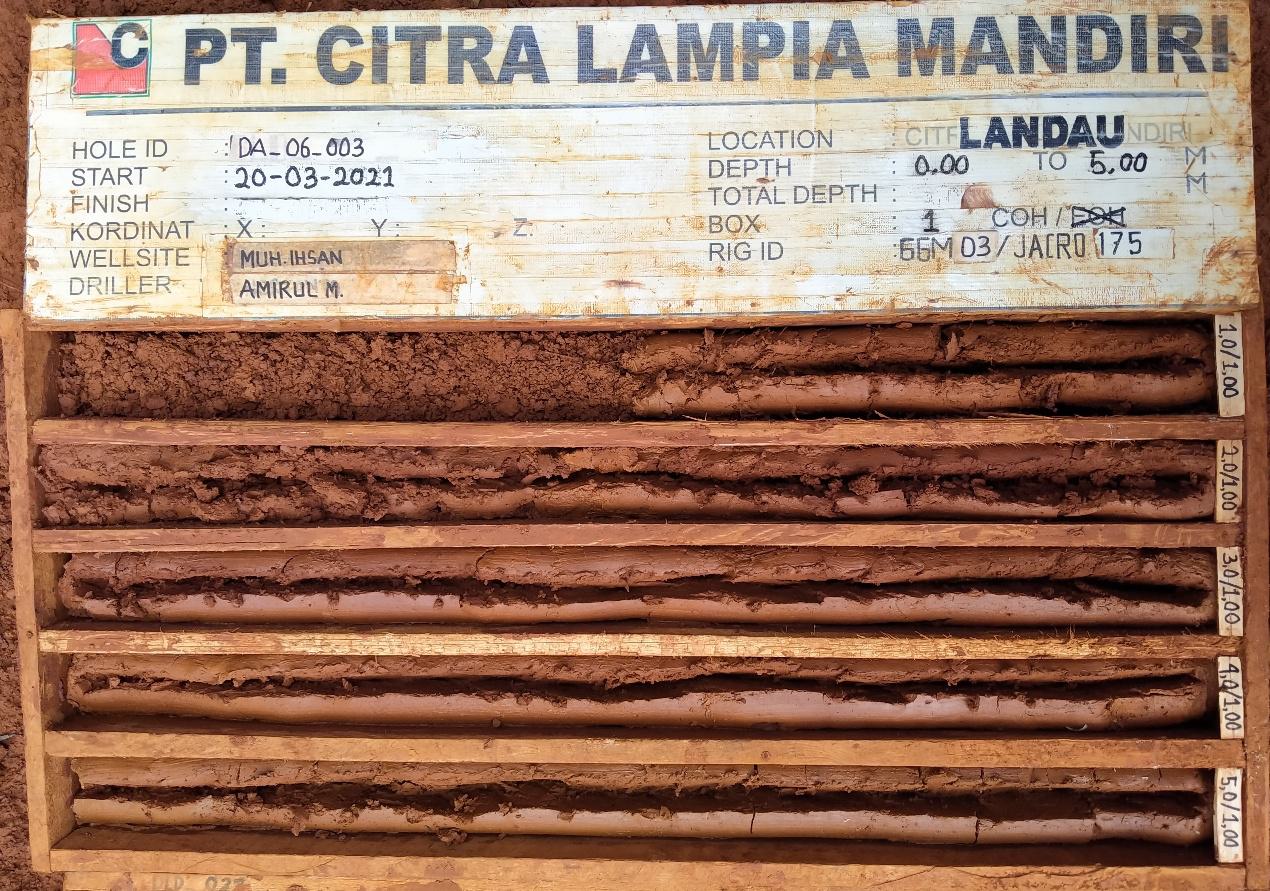 C PT. CITRA LAMPIA MANDIRI
HOLE ID : DA_06_003
START : 20-03-2021
FINISH :
KORDINAT : X : Y : Z:
WELLSITE MUH.IHSAN
DRILLER AMIRUL M.
LOCATION : LANDAU
DEPTH : 0.00 TO 5,00 M
TOTAL DEPTH : M
BOX : 1 COH / EOH
RIG ID : 03/JACRO 175
1,0/1,00
2,0/1,00
3,0/1,00
4,0/1,00
5,0/1,00